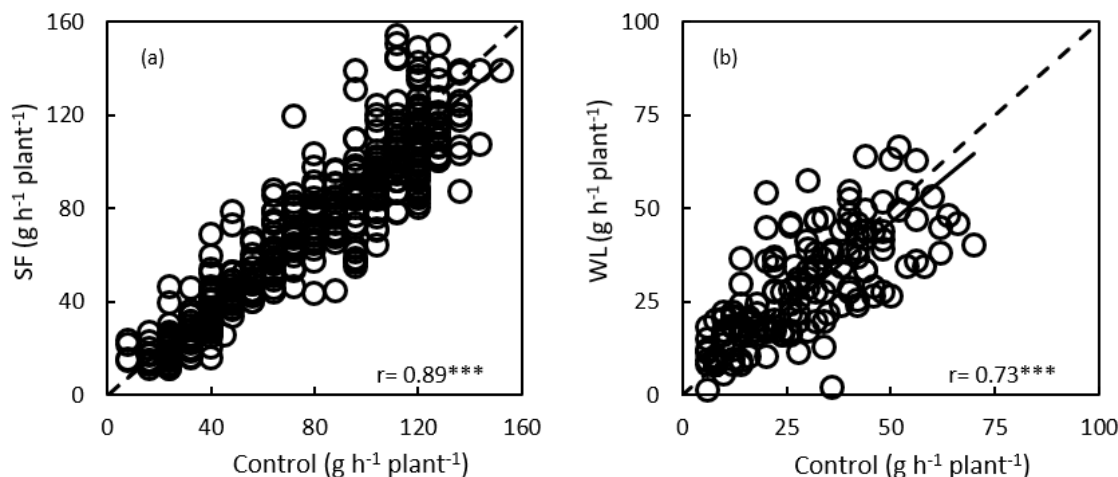 (a)
SF (g h⁻¹ plant⁻¹)
160
120
80
40
0
r= 0.89***
0 40 80 120 160
Control (g h⁻¹ plant⁻¹)
(b)
WL (g h⁻¹ plant⁻¹)
100
75
50
25
0
r= 0.73***
0 25 50 75 100
Control (g h⁻¹ plant⁻¹)